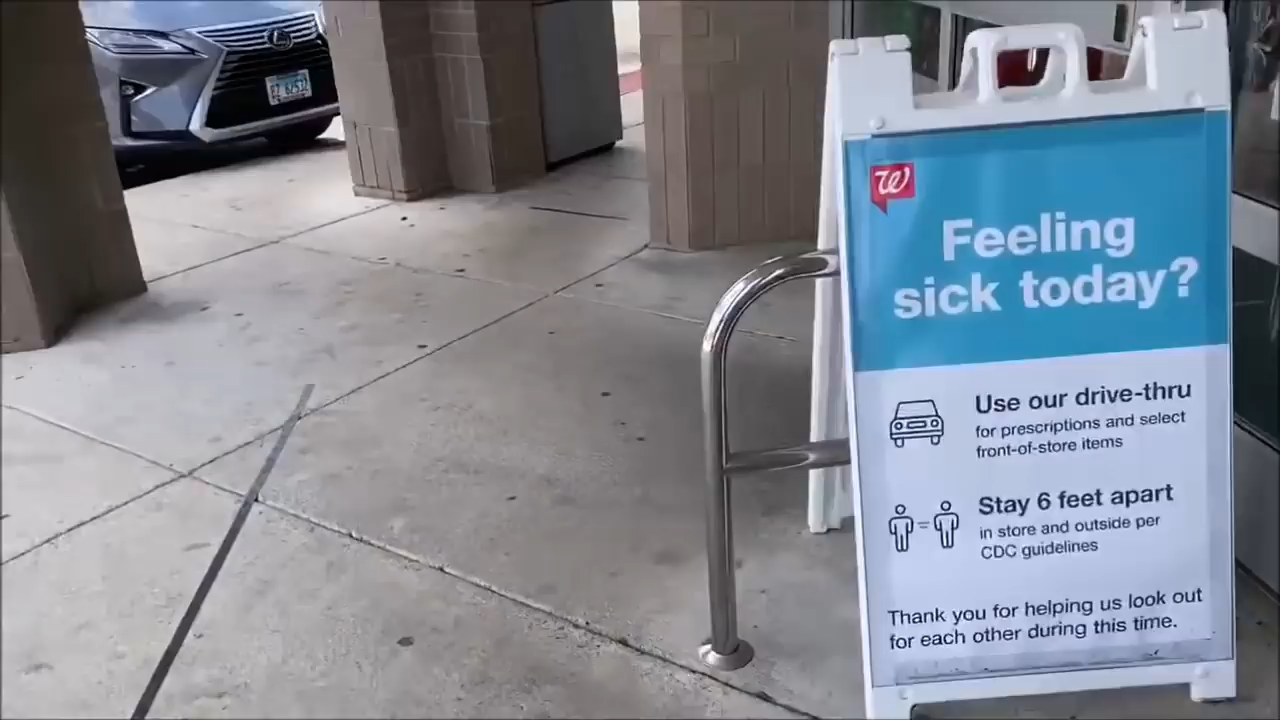 W
Feeling
sick today?
Use our drive-thru
for prescriptions and select
front-of-store items
Stay 6 feet apart
in store and outside per
CDC guidelines
Thank you for helping us look out
for each other during this time.